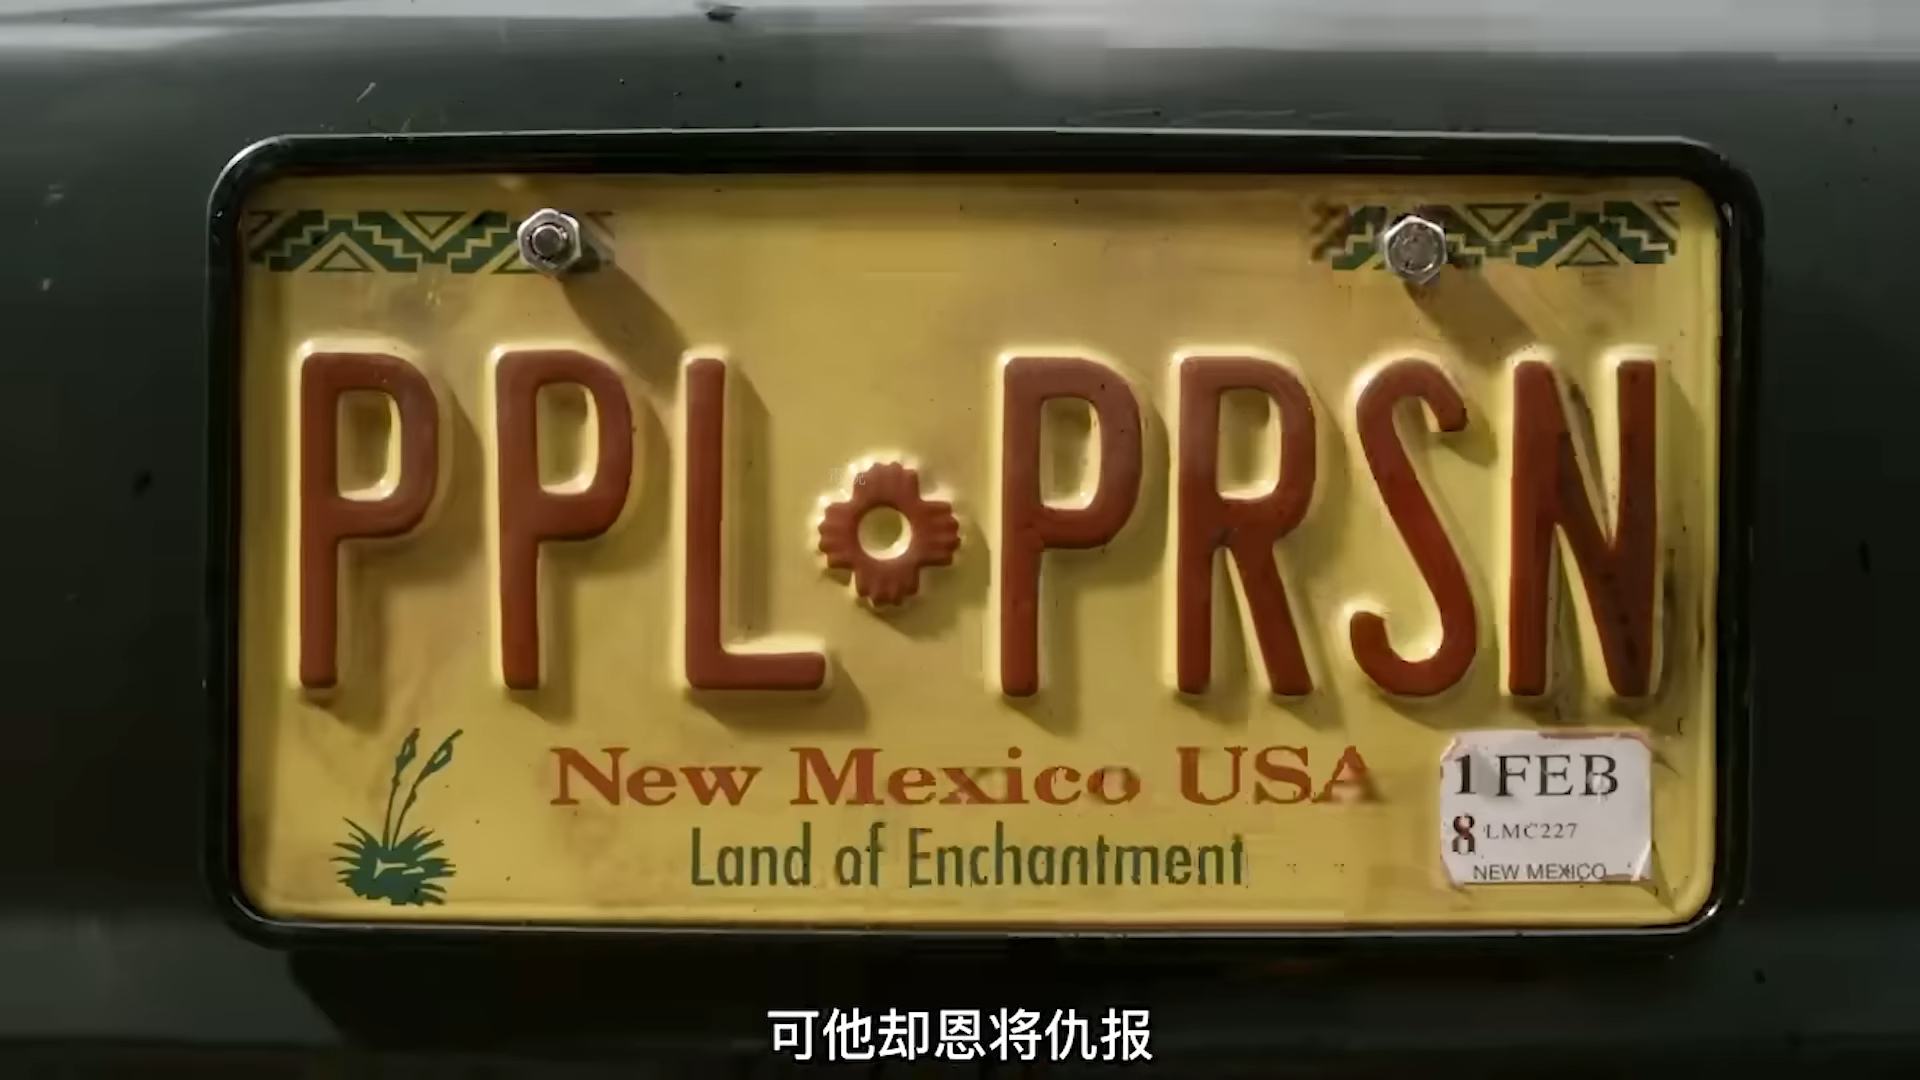 PPL PRSN
New Mexico USA
Land of Enchantment
1 FEB
8 LMC227
NEW MEXICO
可他却恩将仇报